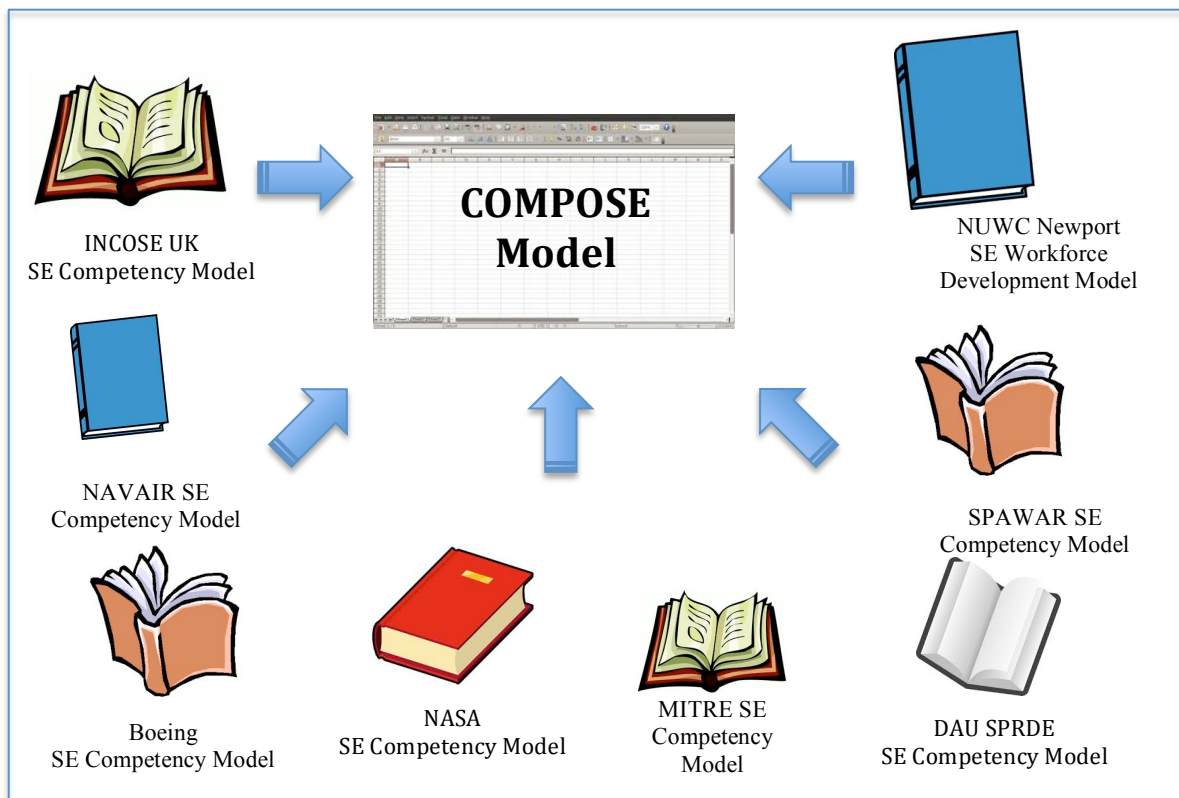 COMPOSE
Model
INCOSE UK
SE Competency Model
NUWC Newport
SE Workforce
Development Model
NAVAIR SE
Competency Model
SPAWAR SE
Competency Model
Boeing
SE Competency Model
NASA
SE Competency Model
MITRE SE
Competency
Model
DAU SPRDE
SE Competency Model